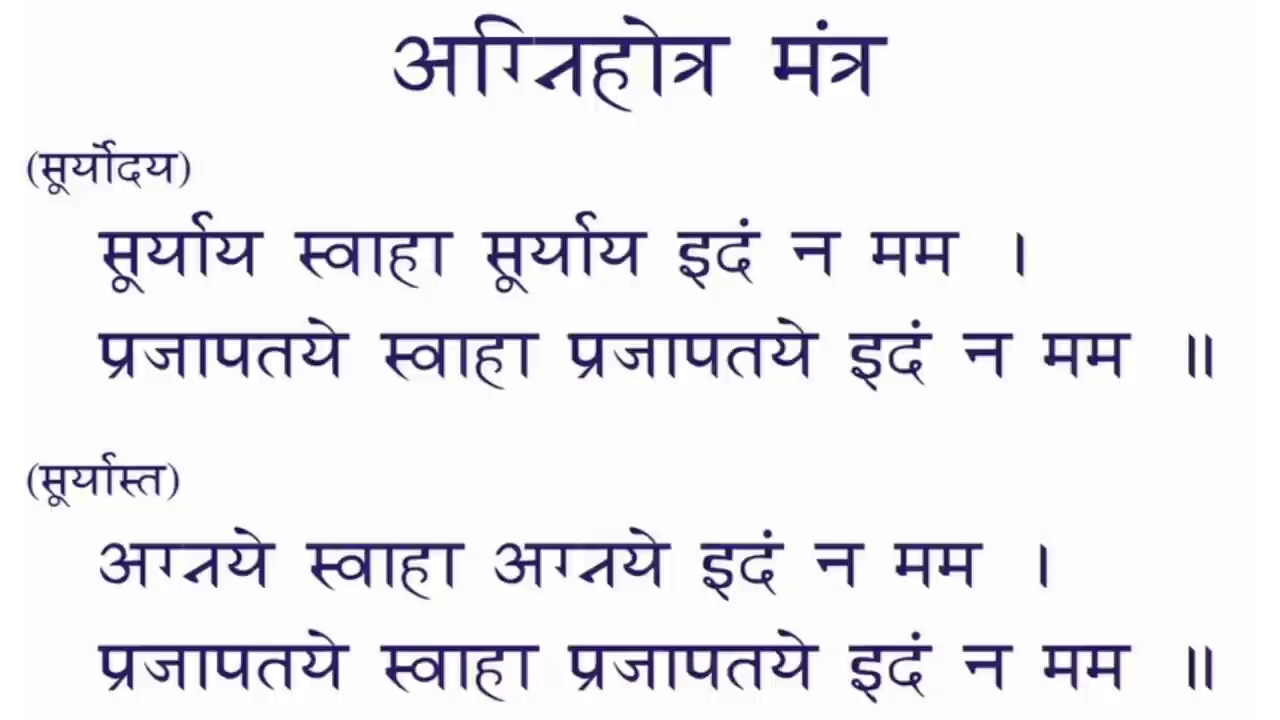 अग्निहोत्र मंत्र
(सूर्योदय)
सूर्याय स्वाहा सूर्याय इदं न मम ।
प्रजापतये स्वाहा प्रजापतये इदं न मम ॥
(सूर्यास्त)
अग्नये स्वाहा अग्नये इदं न मम ।
प्रजापतये स्वाहा प्रजापतये इदं न मम ॥